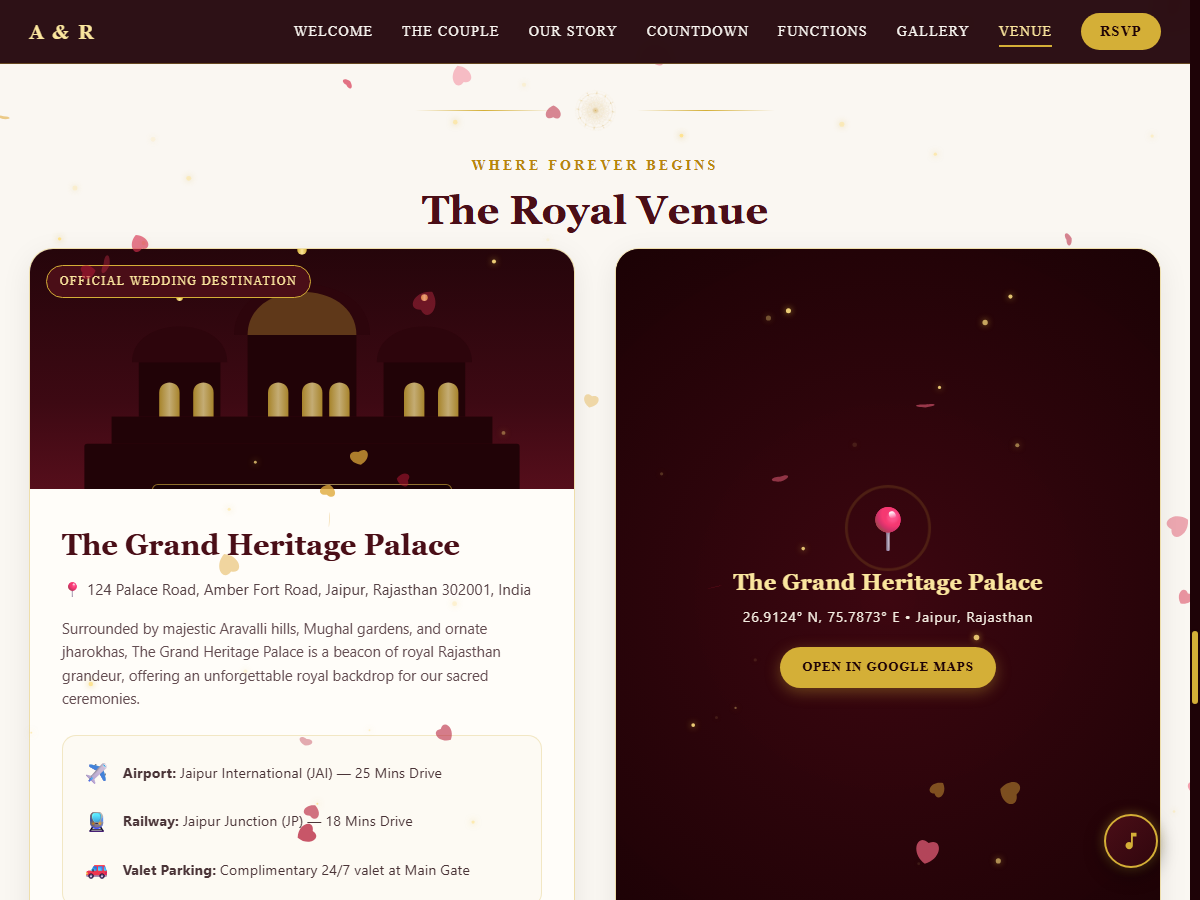 A & R
WELCOME
THE COUPLE
OUR STORY
COUNTDOWN
FUNCTIONS
GALLERY
VENUE
RSVP
WHERE FOREVER BEGINS
The Royal Venue
OFFICIAL WEDDING DESTINATION
The Grand Heritage Palace
124 Palace Road, Amber Fort Road, Jaipur, Rajasthan 302001, India
Surrounded by majestic Aravalli hills, Mughal gardens, and ornate
jharokhas, The Grand Heritage Palace is a beacon of royal Rajasthan
grandeur, offering an unforgettable royal backdrop for our sacred
ceremonies.
Airport: Jaipur International (JAI) — 25 Mins Drive
Railway: Jaipur Junction (JP) — 18 Mins Drive
Valet Parking: Complimentary 24/7 valet at Main Gate
The Grand Heritage Palace
26.9124° N, 75.7873° E • Jaipur, Rajasthan
OPEN IN GOOGLE MAPS